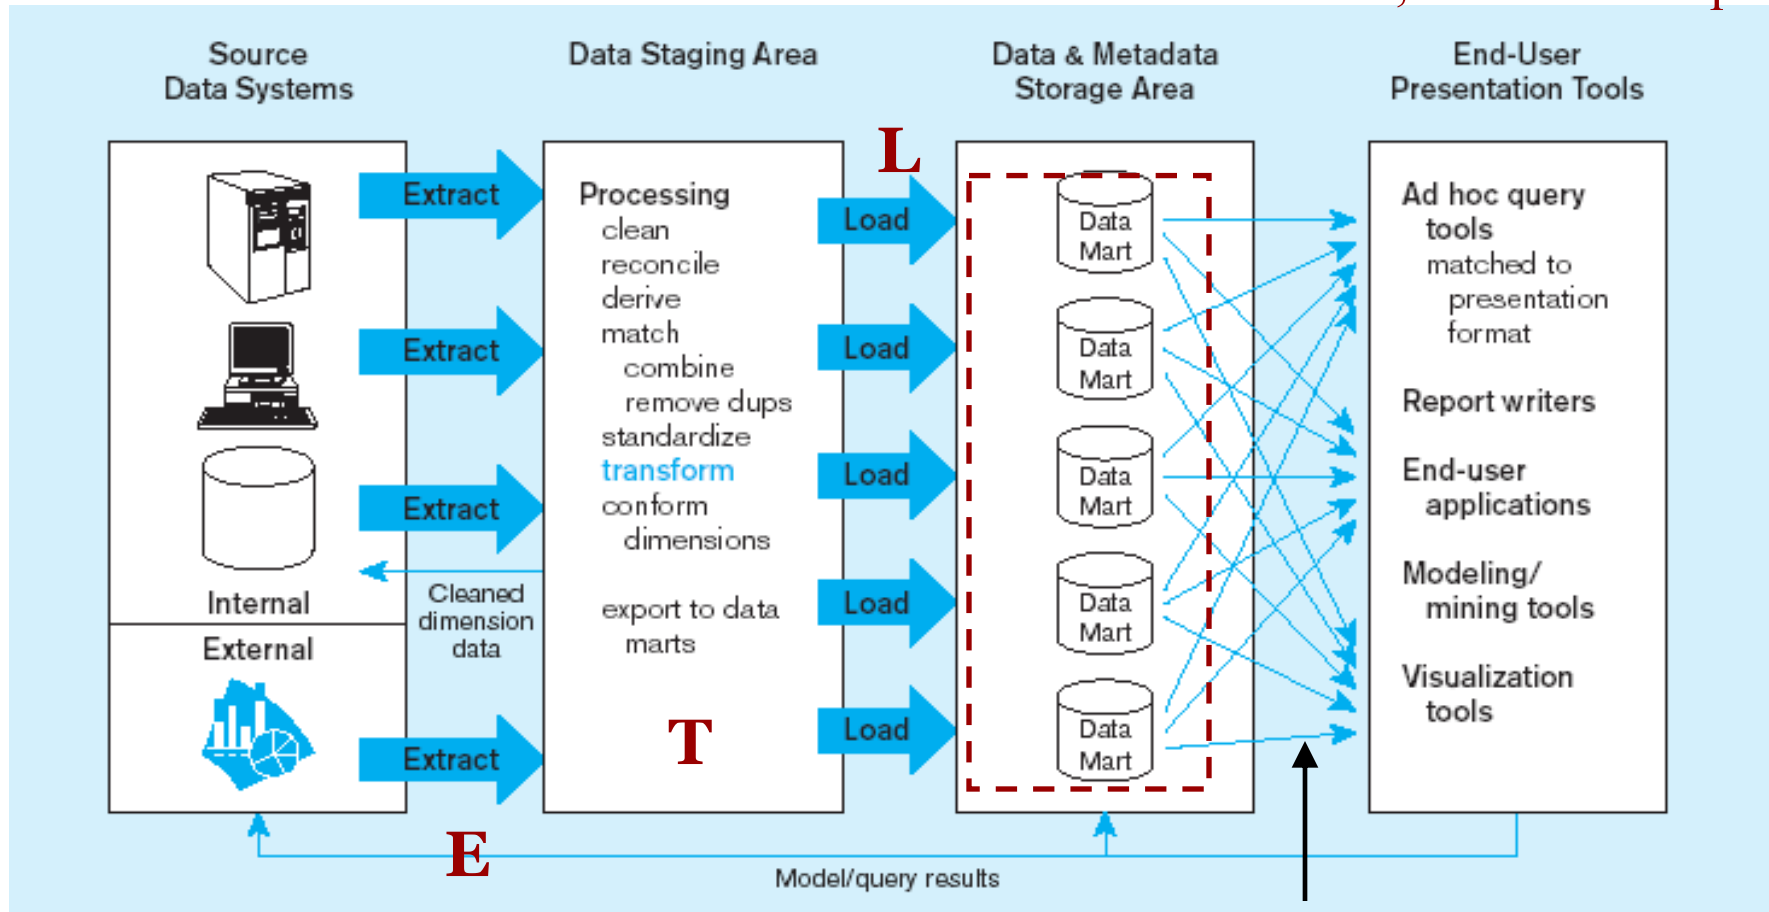 Source
Data Systems
Data Staging Area
Data & Metadata
Storage Area
End-User
Presentation Tools
Extract
Extract
Extract
Internal
Cleaned
dimension
data
External
Extract
E
Processing
clean
reconcile
derive
match
combine
remove dups
standardize
transform
conform
dimensions
export to data
marts
T
L
Load
Load
Load
Load
Load
Data
Mart
Data
Mart
Data
Mart
Data
Mart
Data
Mart
Ad hoc query
tools
matched to
presentation
format
Report writers
End-user
applications
Modeling/
mining tools
Visualization
tools
Model/query results